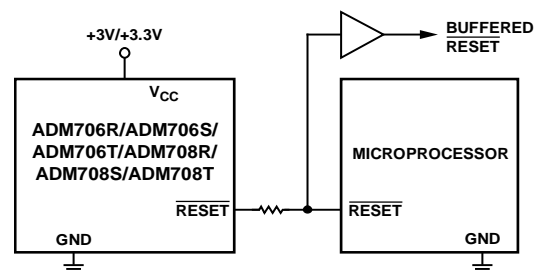 +3V/+3.3V
BUFFERED
RESET
VCC
ADM706R/ADM706S/
ADM706T/ADM708R/
ADM708S/ADM708T
MICROPROCESSOR
RESET
RESET
GND
GND